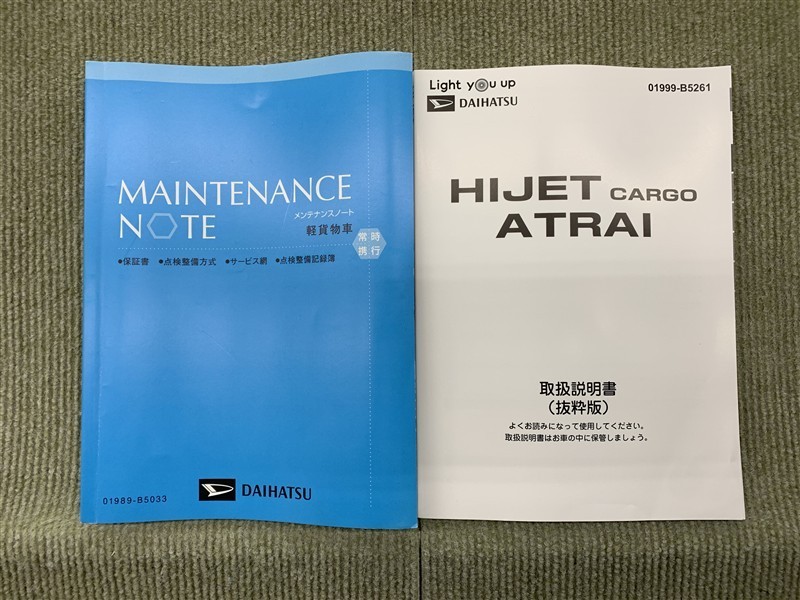 MAINTENANCE
NOTE
メンテナンスノート
軽貨物車
常時
携行
●保証書 ●点検整備方式 ●サービス網 ●点検整備記録簿
01989-B5033
DAIHATSU
Light you up
DAIHATSU
01999-B5261
HIJET CARGO
ATRAI
取扱説明書
（抜粋版）
よくお読みになって使用してください。
取扱説明書はお車の中に保管しましょう。